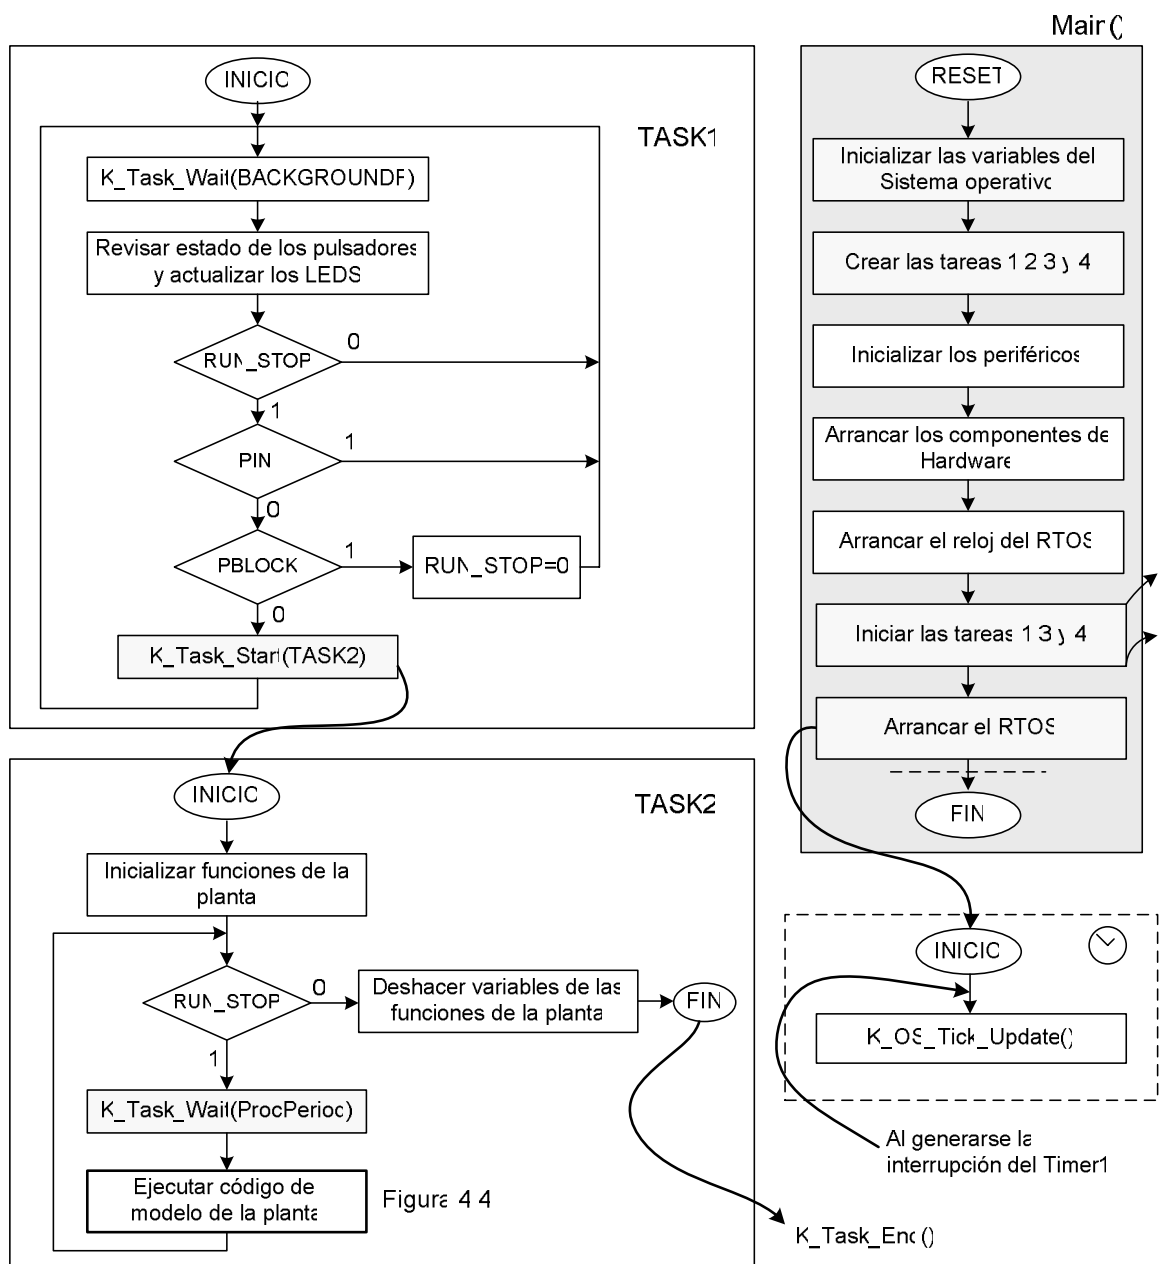 Main()
INICIO
TASK1
K_Task_Wait(BACKGROUNDP)
Revisar estado de los pulsadores
y actualizar los LEDS
RUN_STOP
0
1
PIN
1
0
PBLOCK
1
RUN_STOP=0
0
K_Task_Start(TASK2)
RESET
Inicializar las variables del
Sistema operativo
Crear las tareas 1 2 3 y 4
Inicializar los periféricos
Arrancar los componentes de
Hardware
Arrancar el reloj del RTOS
Iniciar las tareas 1 3 y 4
Arrancar el RTOS
FIN
INICIO
TASK2
Inicializar funciones de la
planta
RUN_STOP
0
Deshacer variables de las
funciones de la planta
FIN
1
K_Task_Wait(ProcPeriod)
Ejecutar código de
modelo de la planta
Figura 4 4
INICIO
K_OS_Tick_Update()
Al generarse la
interrupción del Timer1
K_Task_End()